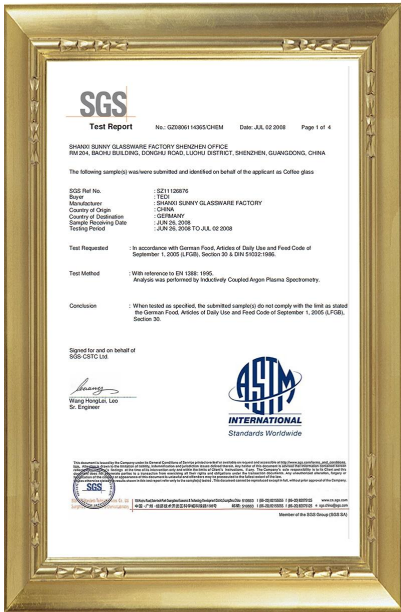 SGS
Test Report No.: GZ0806114365/CHEM Date: JUL 02 2008 Page 1 of 4
SHANXI SUNNY GLASSWARE FACTORY SHENZHEN OFFICE
RM 204, BAOHU BUILDING, DONGHU ROAD, LUOHU DISTRICT, SHENZHEN, GUANGDONG, CHINA
The following sample(s) was/were submitted and identified on behalf of the applicant as Coffee glass
SGS Ref No. : SZ11126876
Buyer : TEDI
Manufacturer : SHANXI SUNNY GLASSWARE FACTORY
Country of Origin : CHINA
Country of Destination : GERMANY
Sample Receiving Date : JUN 26, 2008
Testing Period : JUN 26, 2008 TO JUL 02 2008
Test Requested : In accordance with German Food, Articles of Daily Use and Feed Code of
September 1, 2005 (LFGB), Section 30 & DIN 51032:1986.
Test Method : With reference to EN 1388: 1995.
Analysis was performed by Inductively Coupled Argon Plasma Spectrometry.
Conclusion : When tested as specified, the submitted sample(s) do not comply with the limit as stated
the German Food, Articles of Daily Use and Feed Code of September 1, 2005 (LFGB),
Section 30.
Signed for and on behalf of
SGS-CSTC Ltd.
Wang HongLei, Leo
Sr. Engineer
ASTM
INTERNATIONAL
Standards Worldwide
SGS
Member of the SGS Group (SGS SA)